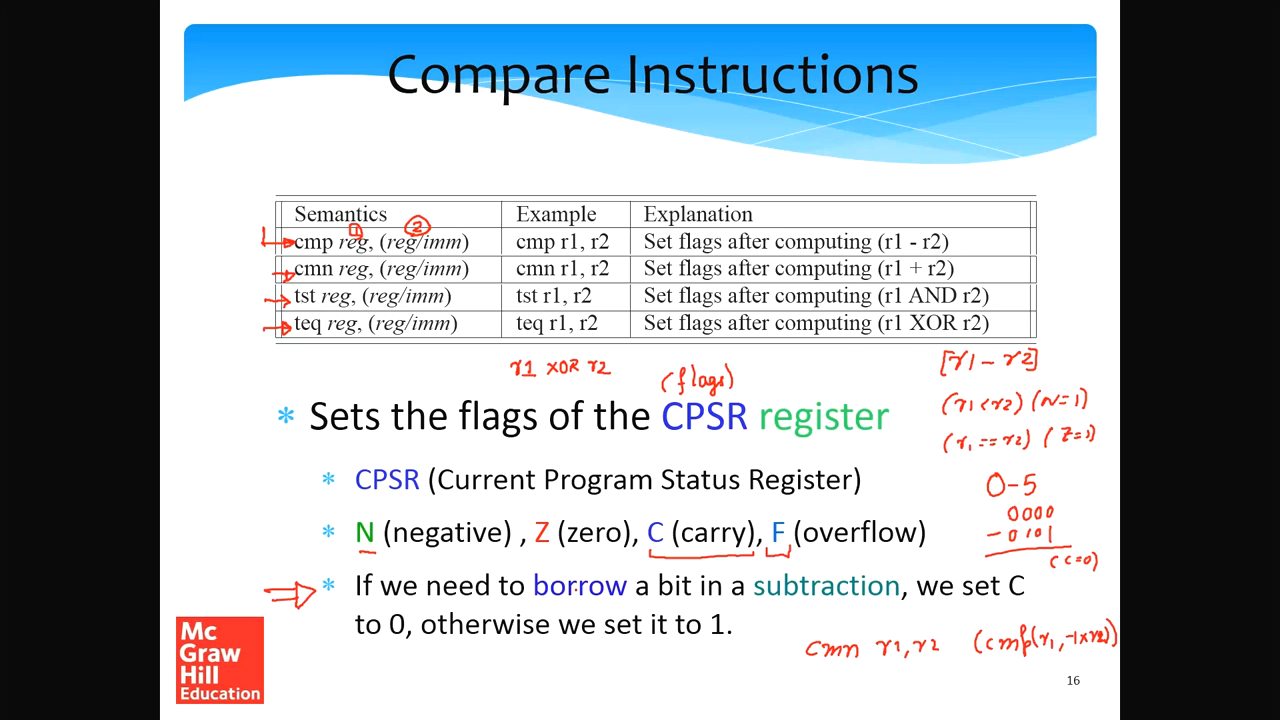 Compare Instructions
Semantics Example Explanation
1 2
cmp reg, (reg/imm) cmp r1, r2 Set flags after computing (r1 - r2)
cmn reg, (reg/imm) cmn r1, r2 Set flags after computing (r1 + r2)
tst reg, (reg/imm) tst r1, r2 Set flags after computing (r1 AND r2)
teq reg, (reg/imm) teq r1, r2 Set flags after computing (r1 XOR r2)
r1 XOR r2
(flags)
[r1 - r2]
(r1 < r2) (N=1)
(r1 == r2) (Z=1)
* Sets the flags of the CPSR register
* CPSR (Current Program Status Register)
0-5
0000
- 0101
(C=0)
* N (negative) , Z (zero), C (carry), F (overflow)
* If we need to borrow a bit in a subtraction, we set C
to 0, otherwise we set it to 1.
cmn r1, r2 (cmp(r1, -1×r2))
Mc
Graw
Hill
Education
16